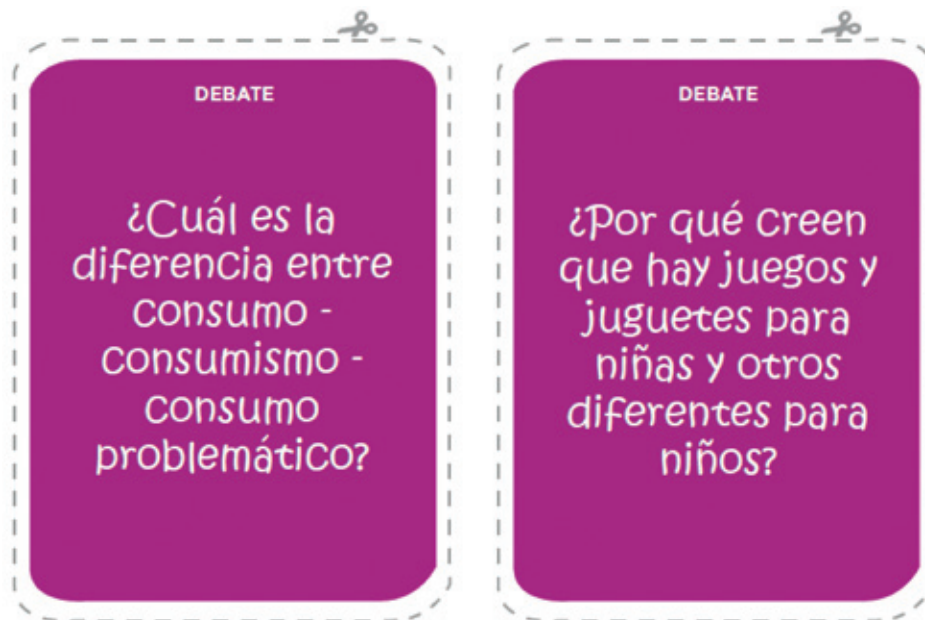 DEBATE
¿Cuál es la
diferencia entre
consumo -
consumismo -
consumo
problemático?
DEBATE
¿Por qué creen
que hay juegos y
juguetes para
niñas y otros
diferentes para
niños?